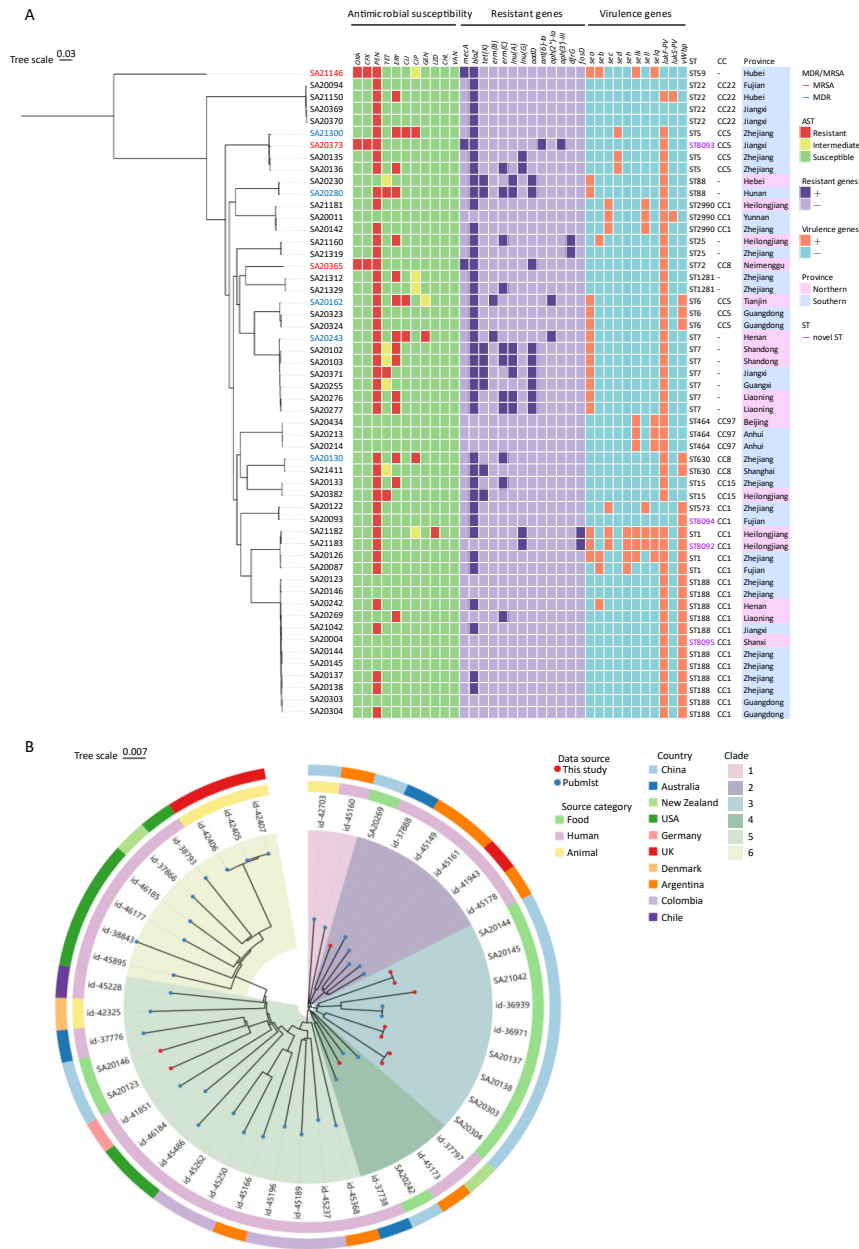 A
Antimicrobial susceptibility Resistant genes Virulence genes
Tree scale 0.03
OXA CFX PEN TET ERY CLI CIP GEN LZD CHL VAN mecA blaZ tet(K) erm(B) erm(C) lnu(A) lnu(G) aadD ant(6)-Ia aph(2")-Ia aph(3')-III dfrG fosD sea seb sec sed seh selk sell selq lukF-PV lukS-PV vWbp
ST CC Province
SA21146 ST59 - Hubei
SA20094 ST22 CC22 Fujian
SA21150 ST22 CC22 Hubei
SA20369 ST22 CC22 Jiangxi
SA20370 ST22 CC22 Jiangxi
SA21300 ST5 CC5 Zhejiang
SA20373 ST8093 CC5 Jiangxi
SA20135 ST5 CC5 Zhejiang
SA20136 ST5 CC5 Zhejiang
SA20230 ST88 - Hebei
SA20280 ST88 - Hunan
SA21181 ST2990 CC1 Heilongjiang
SA20011 ST2990 CC1 Yunnan
SA20142 ST2990 CC1 Zhejiang
SA21160 ST25 - Heilongjiang
SA21319 ST25 - Zhejiang
SA20365 ST72 CC8 Neimenggu
SA21312 ST1281 - Zhejiang
SA21329 ST1281 - Zhejiang
SA20162 ST6 CC5 Tianjin
SA20323 ST6 CC5 Guangdong
SA20324 ST6 CC5 Guangdong
SA20243 ST7 - Henan
SA20102 ST7 - Shandong
SA20103 ST7 - Shandong
SA20371 ST7 - Jiangxi
SA20255 ST7 - Guangxi
SA20276 ST7 - Liaoning
SA20277 ST7 - Liaoning
SA20434 ST464 CC97 Beijing
SA20213 ST464 CC97 Anhui
SA20214 ST464 CC97 Anhui
SA20130 ST630 CC8 Zhejiang
SA21411 ST630 CC8 Shanghai
SA20133 ST15 CC15 Zhejiang
SA20382 ST15 CC15 Heilongjiang
SA20122 ST573 CC1 Zhejiang
SA20093 ST8094 CC1 Fujian
SA21182 ST1 CC1 Heilongjiang
SA21183 ST8092 CC1 Heilongjiang
SA20126 ST1 CC1 Zhejiang
SA20087 ST1 CC1 Fujian
SA20123 ST188 CC1 Zhejiang
SA20146 ST188 CC1 Zhejiang
SA20242 ST188 CC1 Henan
SA20269 ST188 CC1 Liaoning
SA21042 ST188 CC1 Jiangxi
SA20004 ST8095 CC1 Shanxi
SA20144 ST188 CC1 Zhejiang
SA20145 ST188 CC1 Zhejiang
SA20137 ST188 CC1 Zhejiang
SA20138 ST188 CC1 Zhejiang
SA20303 ST188 CC1 Guangdong
SA20304 ST188 CC1 Guangdong
MDR/MRSA
— MRSA
— MDR
AST
Resistant
Intermediate
Susceptible
Resistant genes
+
−
Virulence genes
+
−
Province
Northern
Southern
ST
— novel ST
B
Tree scale 0.007
Data source
This study
Pubmlst
Source category
Food
Human
Animal
Country
China
Australia
New Zealand
USA
Germany
UK
Denmark
Argentina
Colombia
Chile
Clade
1
2
3
4
5
6
id-42703
id-45160
SA20269
id-37888
id-45149
id-45161
id-41943
id-45178
SA20144
SA20145
SA21042
id-36939
id-36971
SA20137
SA20138
SA20303
SA20304
id-37797
id-45173
SA20242
id-37738
id-45368
id-45237
id-45189
id-45196
id-45166
id-45250
id-45262
id-45486
id-46184
id-41851
SA20123
SA20146
id-37776
id-42325
id-45228
id-45895
id-38843
id-46177
id-46185
id-37866
id-38793
id-42406
id-42405
id-42407